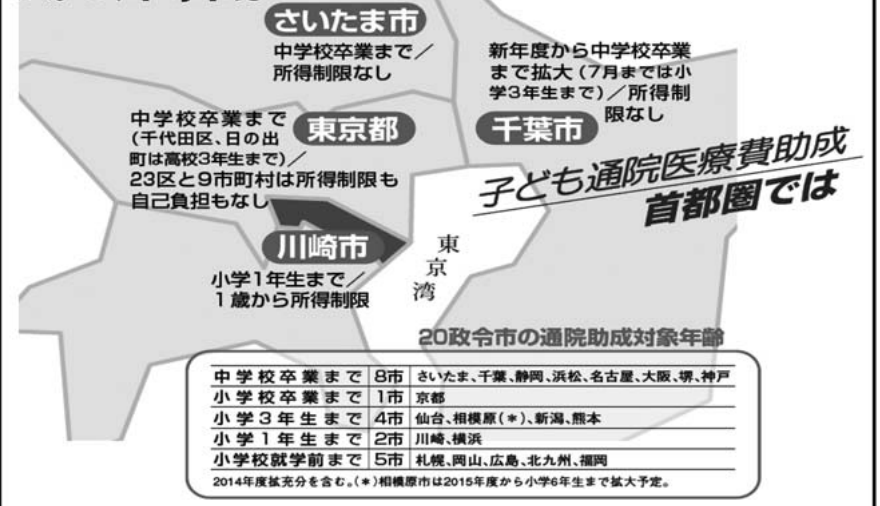 さいたま市
中学校卒業まで／
所得制限なし
新年度から中学校卒業
まで拡大（7月までは小
学3年生まで）／所得制
限なし
中学校卒業まで
（千代田区、日の出
町は高校3年生まで）／
23区と9市町村は所得制限も
自己負担もなし
東京都
千葉市
子ども通院医療費助成
首都圏では
川崎市
小学1年生まで／
1歳から所得制限
東京湾
20政令市の通院助成対象年齢
中学校卒業まで 8市 さいたま、千葉、静岡、浜松、名古屋、大阪、堺、神戸
小学校卒業まで 1市 京都
小学3年生まで 4市 仙台、相模原（*）、新潟、熊本
小学1年生まで 2市 川崎、横浜
小学校就学前まで 5市 札幌、岡山、広島、北九州、福岡
2014年度拡充分を含む。（*）相模原市は2015年度から小学6年生まで拡大予定。